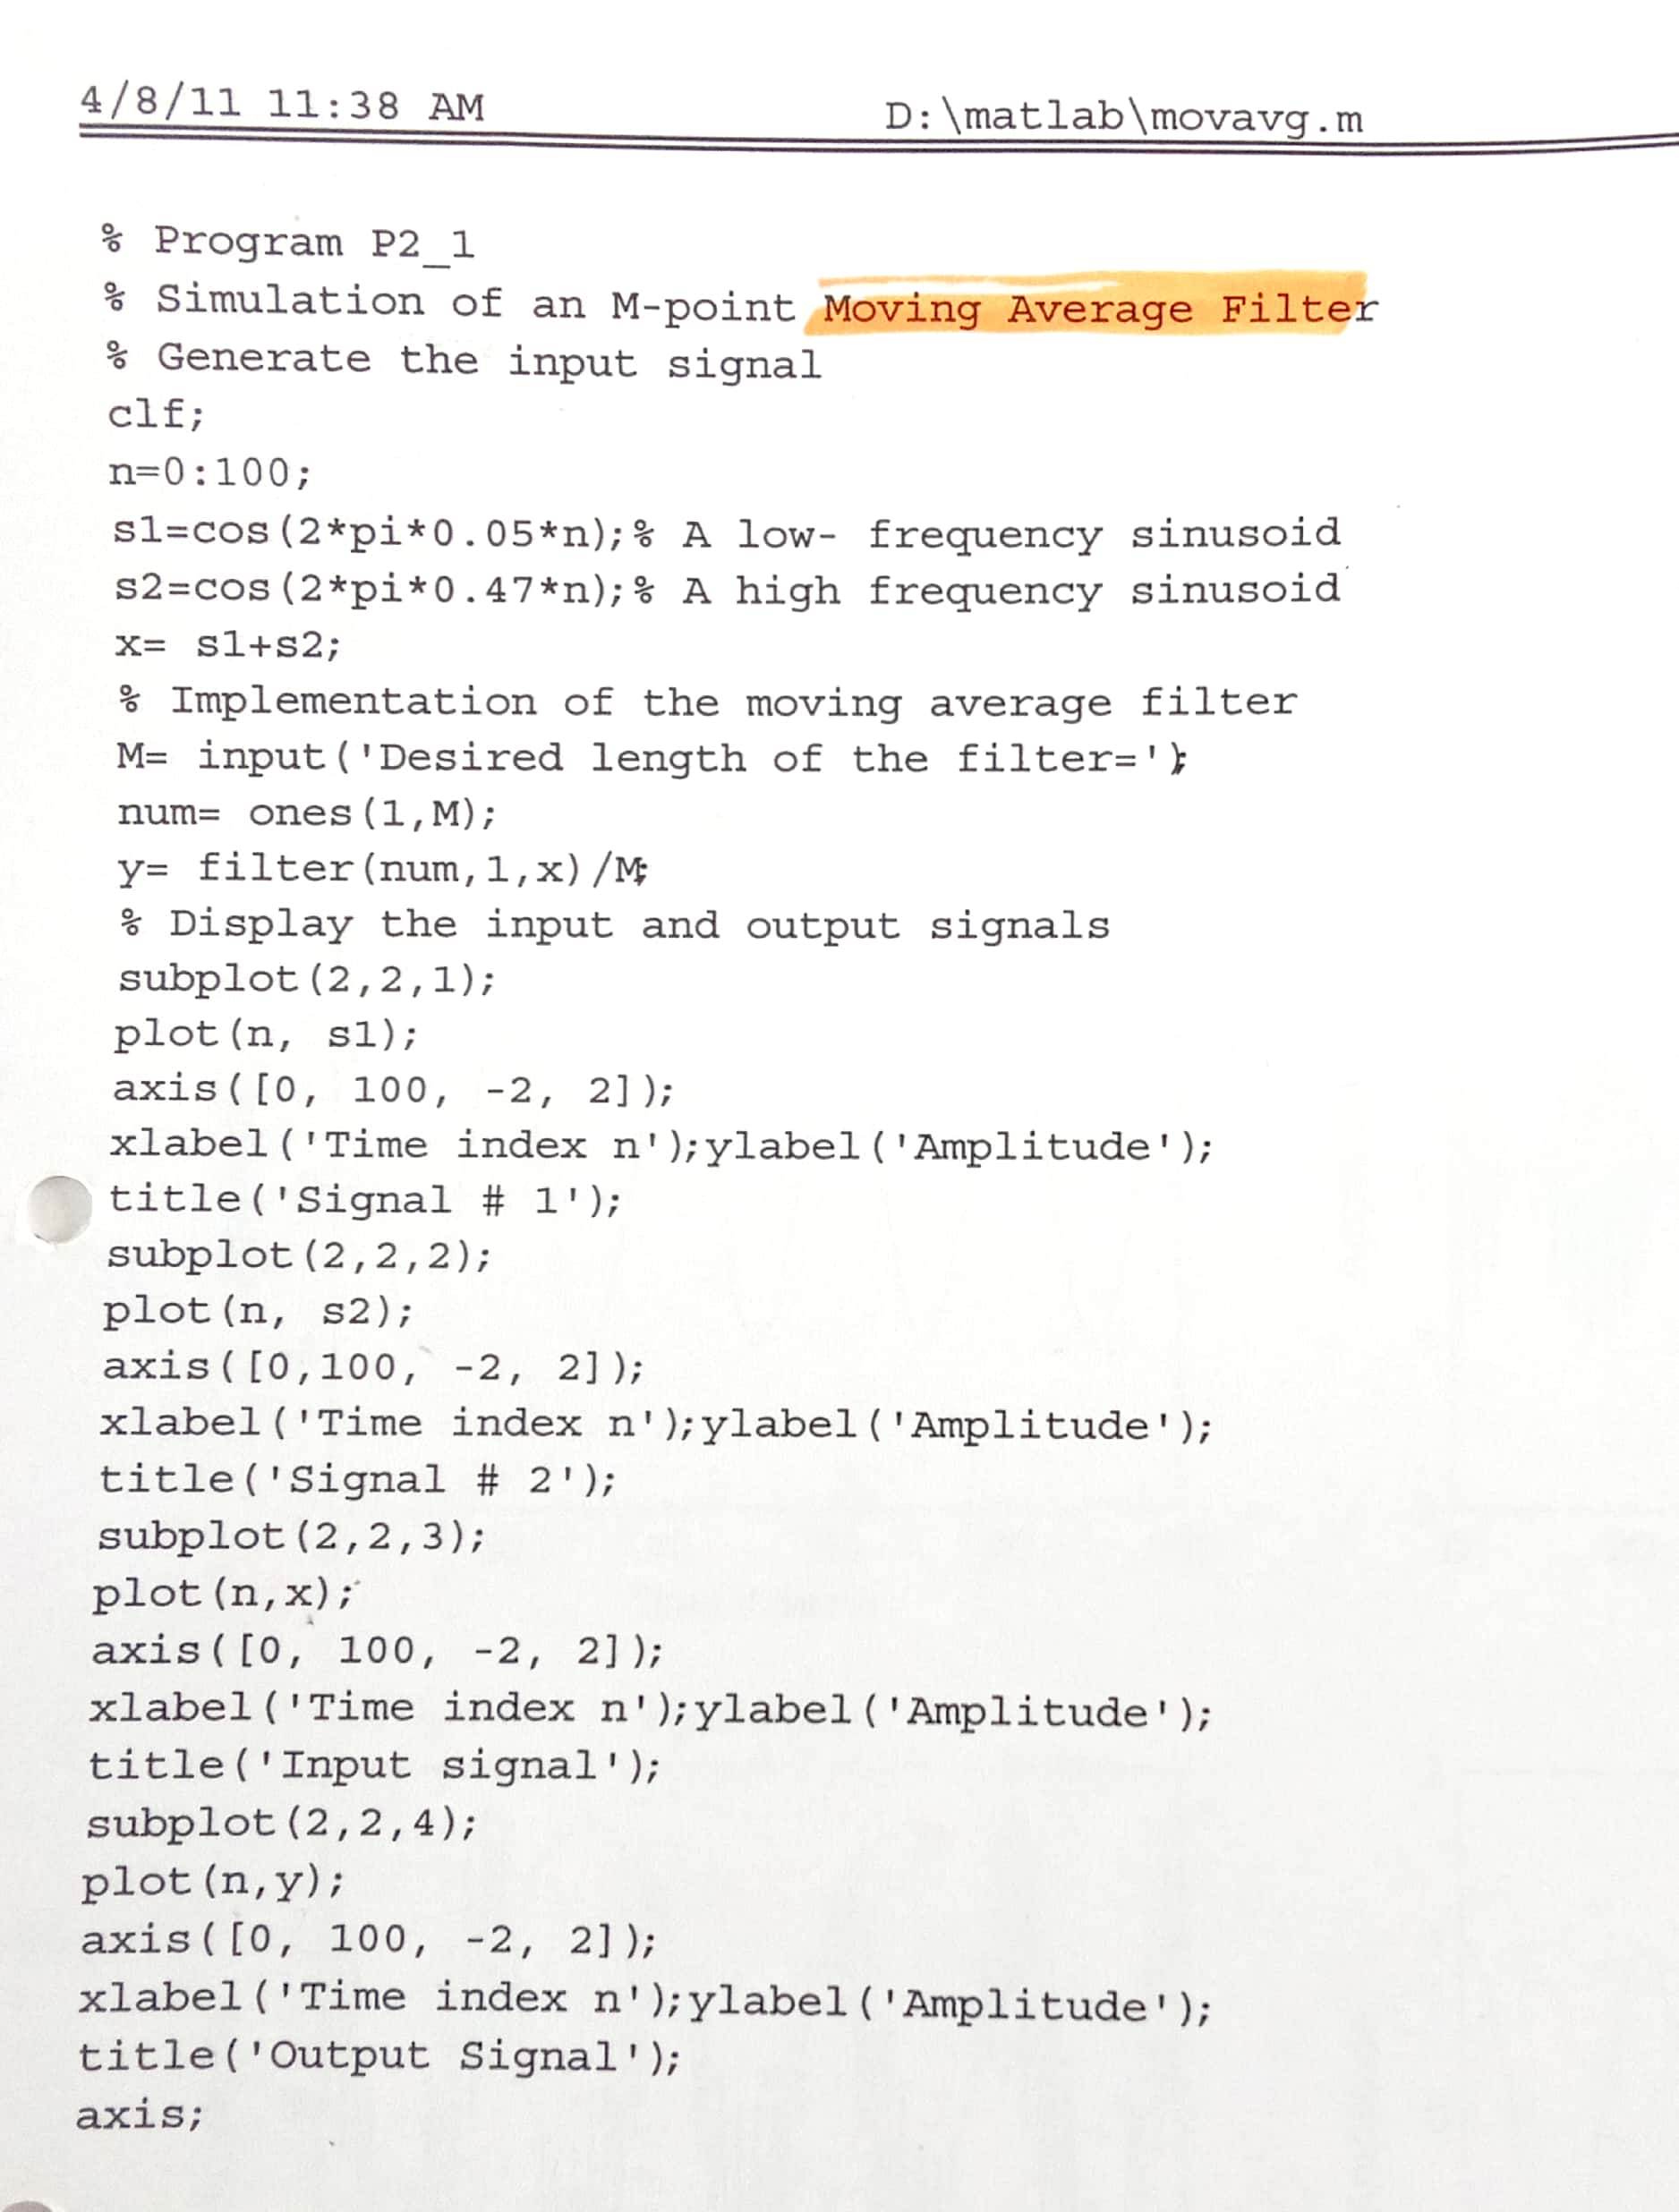 4/8/11 11:38 AM D:\matlab\movavg.m
% Program P2_1
% Simulation of an M-point Moving Average Filter
% Generate the input signal
clf;
n=0:100;
s1=cos(2*pi*0.05*n);% A low- frequency sinusoid
s2=cos(2*pi*0.47*n);% A high frequency sinusoid
x= s1+s2;
% Implementation of the moving average filter
M= input('Desired length of the filter=');
num= ones(1,M);
y= filter(num,1,x)/M;
% Display the input and output signals
subplot(2,2,1);
plot(n, s1);
axis([0, 100, -2, 2]);
xlabel('Time index n');ylabel('Amplitude');
title('Signal # 1');
subplot(2,2,2);
plot(n, s2);
axis([0,100, -2, 2]);
xlabel('Time index n');ylabel('Amplitude');
title('Signal # 2');
subplot(2,2,3);
plot(n,x);
axis([0, 100, -2, 2]);
xlabel('Time index n');ylabel('Amplitude');
title('Input signal');
subplot(2,2,4);
plot(n,y);
axis([0, 100, -2, 2]);
xlabel('Time index n');ylabel('Amplitude');
title('Output Signal');
axis;